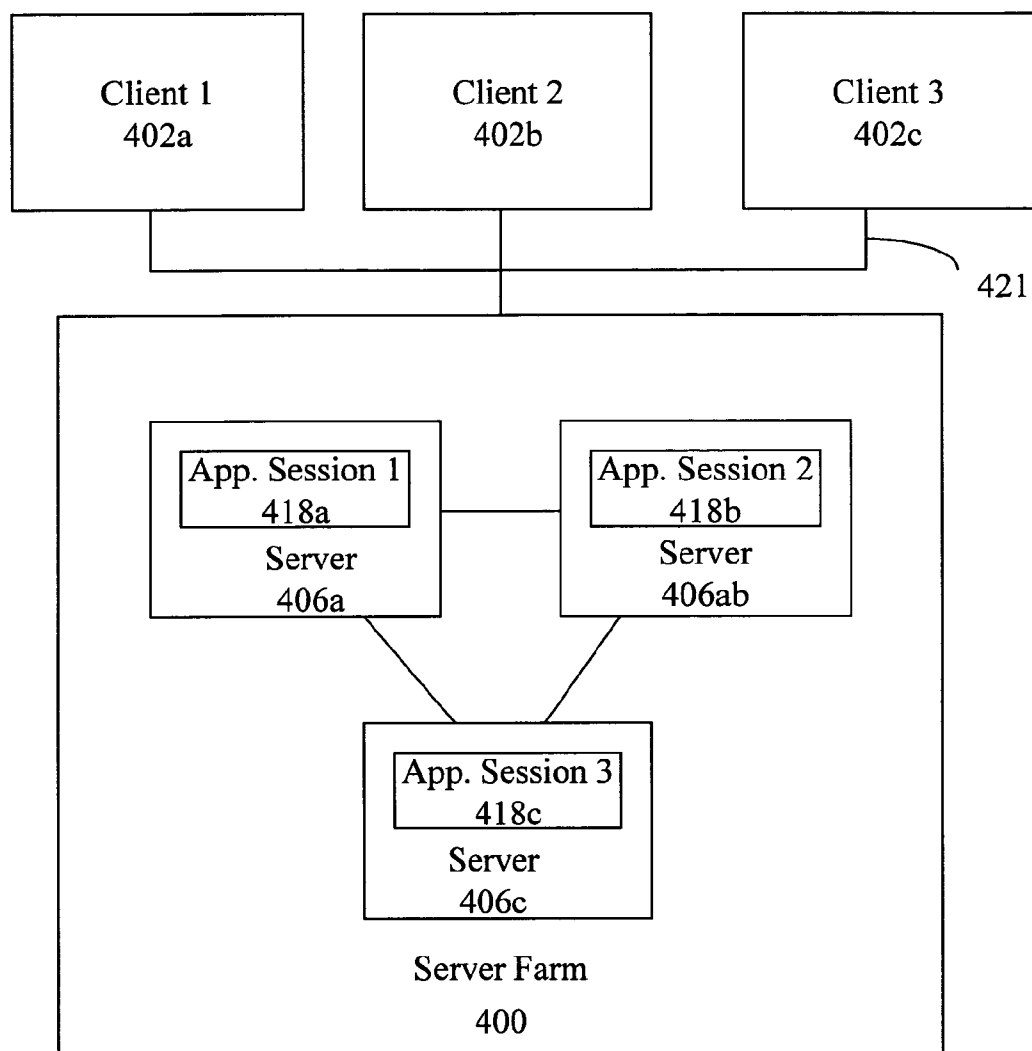 Client 1
402a
Client 2
402b
Client 3
402c
421
App. Session 1
418a
Server
406a
App. Session 2
418b
Server
406ab
App. Session 3
418c
Server
406c
Server Farm
400